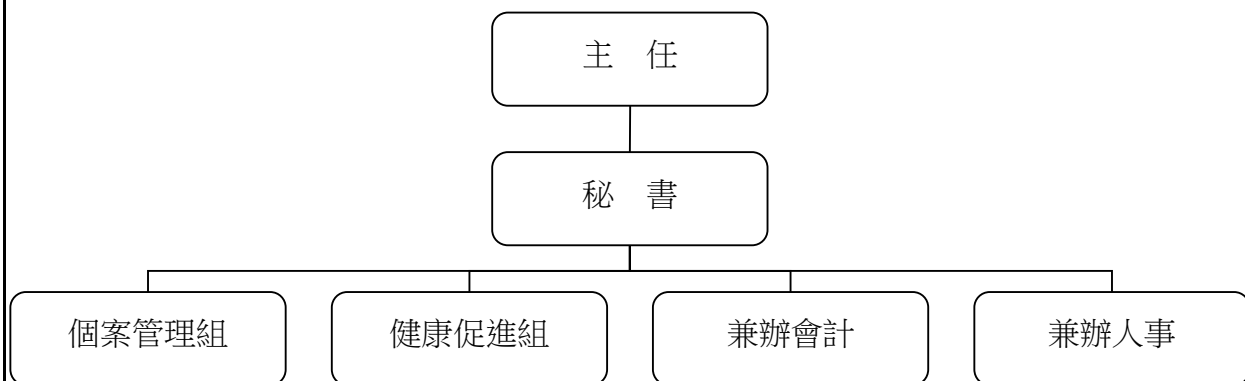 主　任
秘　書
個案管理組
健康促進組
兼辦會計
兼辦人事